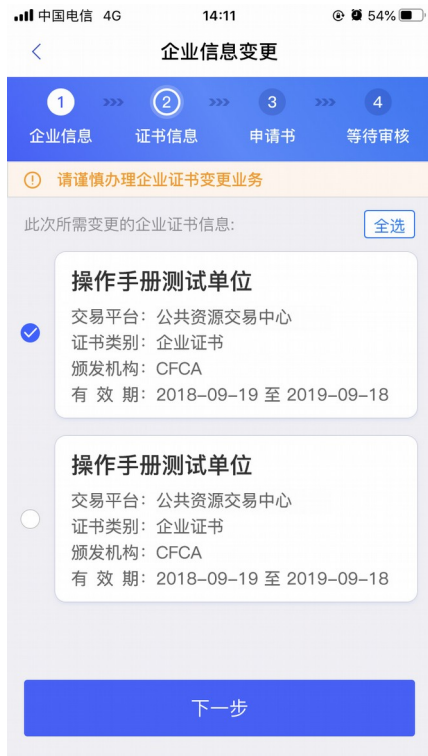 中国电信 4G 14:11 54%
企业信息变更
1 2 3 4
企业信息 证书信息 申请书 等待审核
请谨慎办理企业证书变更业务
此次所需变更的企业证书信息: 全选
操作手册测试单位
交易平台：公共资源交易中心
证书类别：企业证书
颁发机构：CFCA
有 效 期：2018-09-19 至 2019-09-18
操作手册测试单位
交易平台：公共资源交易中心
证书类别：企业证书
颁发机构：CFCA
有 效 期：2018-09-19 至 2019-09-18
下一步